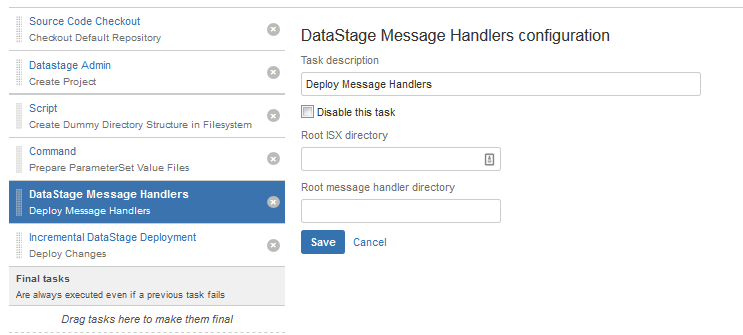 Source Code Checkout
Checkout Default Repository
Datastage Admin
Create Project
Script
Create Dummy Directory Structure in Filesystem
Command
Prepare ParameterSet Value Files
DataStage Message Handlers
Deploy Message Handlers
Incremental DataStage Deployment
Deploy Changes
Final tasks
Are always executed even if a previous task fails
Drag tasks here to make them final
DataStage Message Handlers configuration
Task description
Deploy Message Handlers
Disable this task
Root ISX directory
Root message handler directory
Save Cancel